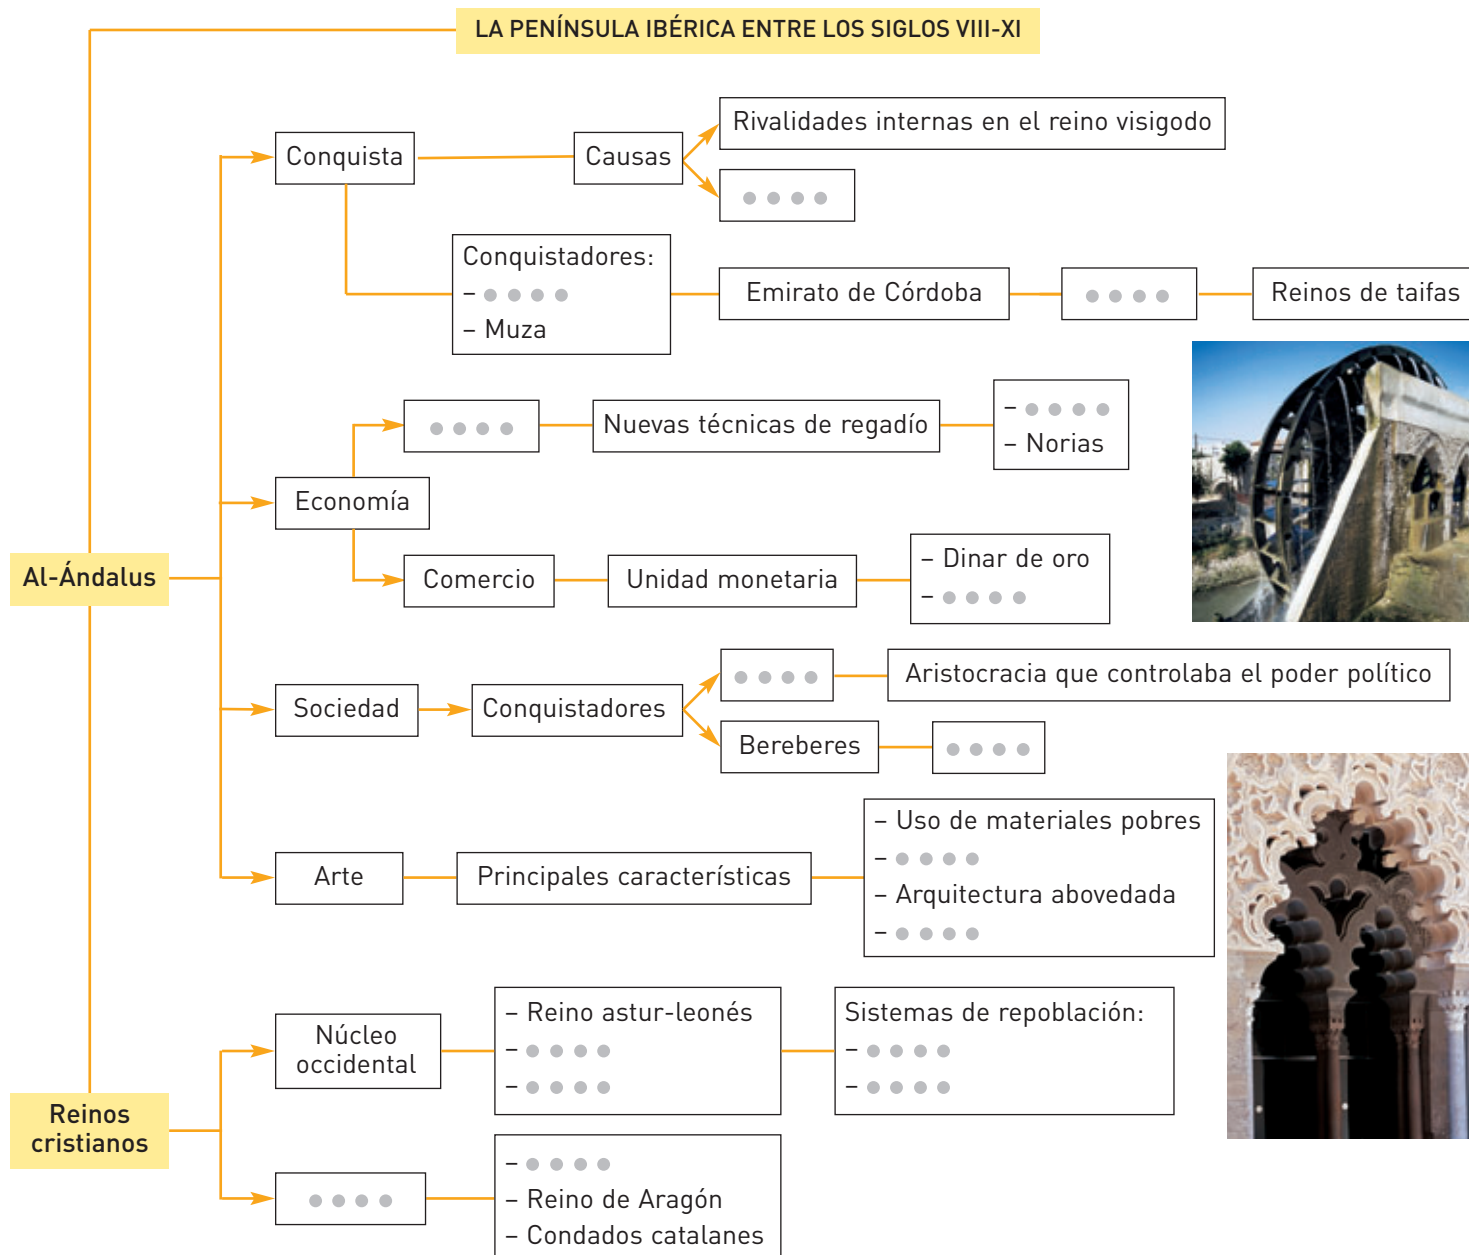 LA PENÍNSULA IBÉRICA ENTRE LOS SIGLOS VIII-XI
Al-Ándalus
Conquista
Causas
Rivalidades internas en el reino visigodo
● ● ● ●
Conquistadores:
– ● ● ● ●
– Muza
Emirato de Córdoba
● ● ● ●
Reinos de taifas
Economía
● ● ● ●
Nuevas técnicas de regadío
– ● ● ● ●
– Norias
Comercio
Unidad monetaria
– Dinar de oro
– ● ● ● ●
Sociedad
Conquistadores
● ● ● ●
Aristocracia que controlaba el poder político
Bereberes
● ● ● ●
Arte
Principales características
– Uso de materiales pobres
– ● ● ● ●
– Arquitectura abovedada
– ● ● ● ●
Reinos
cristianos
Núcleo
occidental
– Reino astur-leonés
– ● ● ● ●
– ● ● ● ●
Sistemas de repoblación:
– ● ● ● ●
– ● ● ● ●
● ● ● ●
– ● ● ● ●
– Reino de Aragón
– Condados catalanes